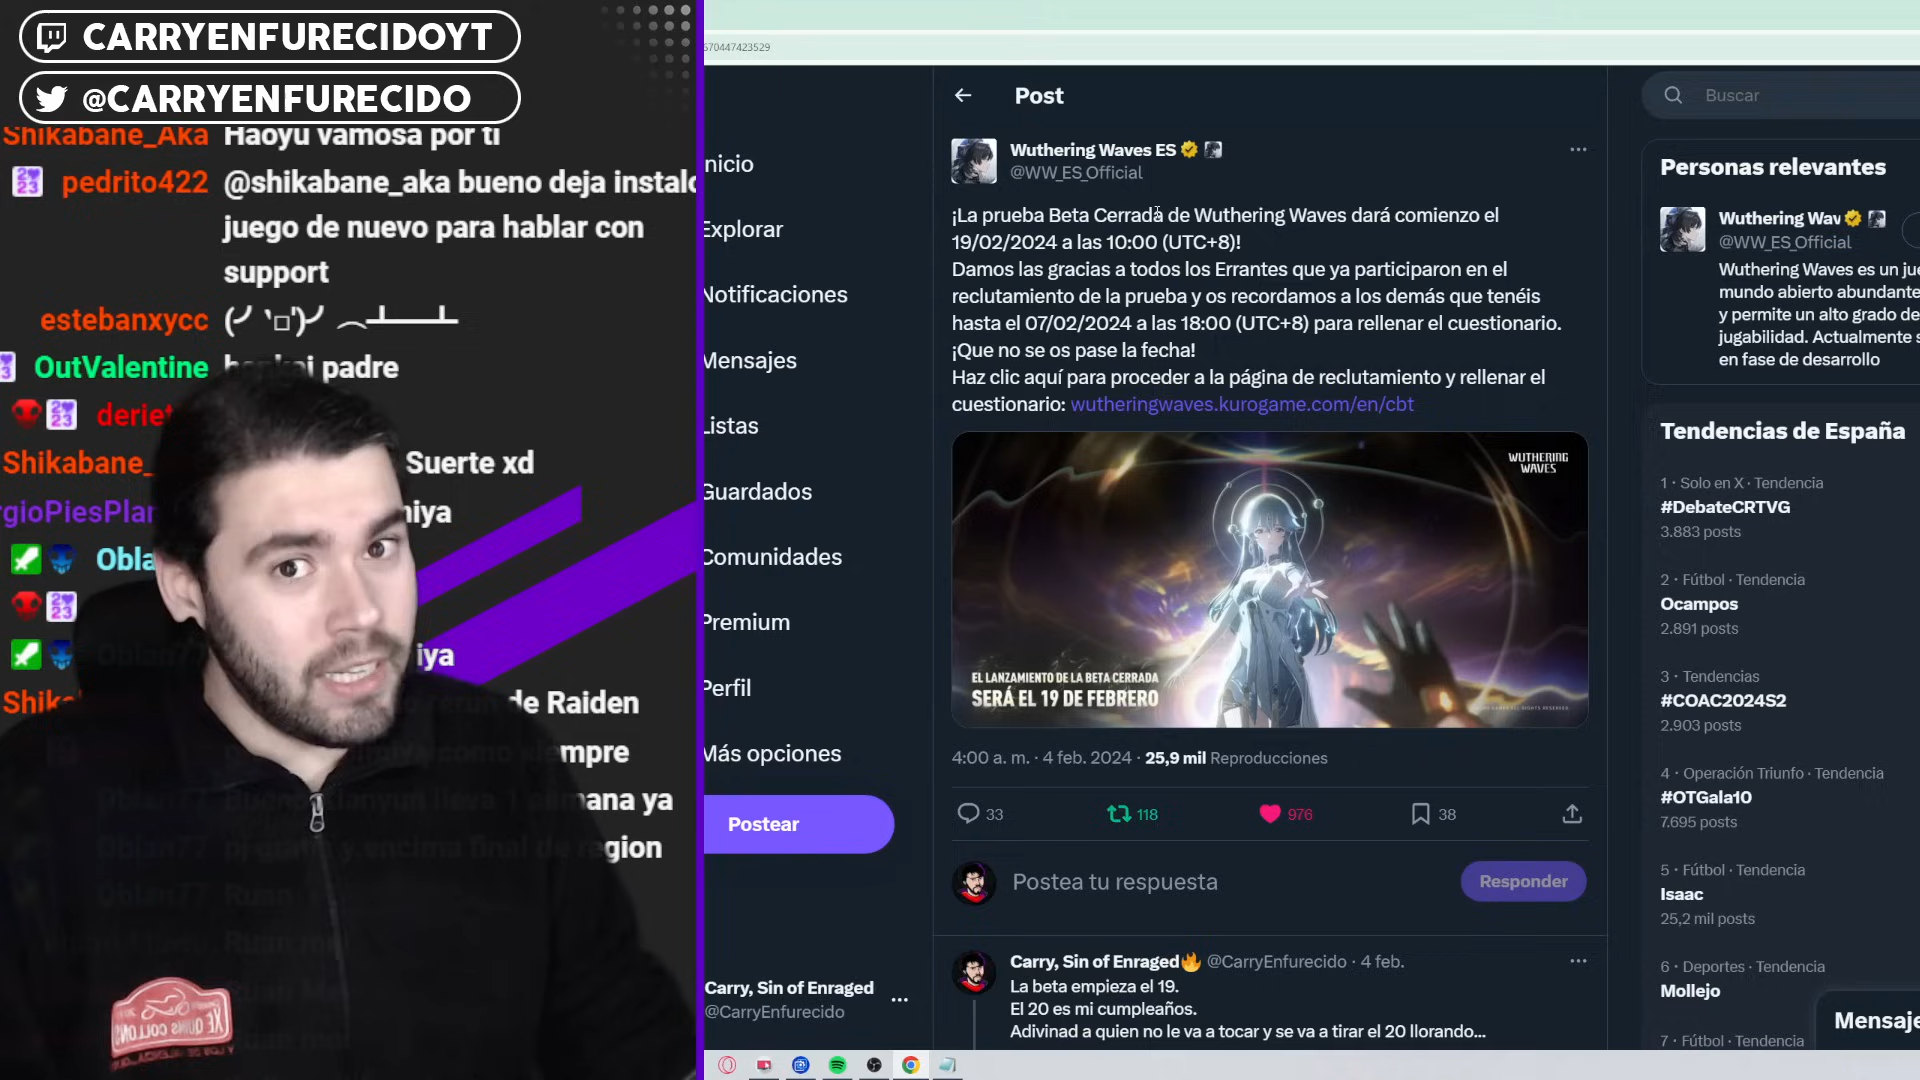 CARRYENFURECIDOYT
@CARRYENFURECIDO
Shikabane_Aka Haoyu vamosa por ti
pedrito422 @shikabane_aka bueno deja instalo
juego de nuevo para hablar con
support
estebanxycc
OutValentine padre
Shikabane_ Suerte xd
de Raiden
como siempre
lleva 1 semana ya
y encima final de region
570447423529
nicio
Explorar
Notificaciones
Mensajes
Listas
Guardados
Comunidades
Premium
Perfil
Más opciones
Postear
Carry, Sin of Enraged
@CarryEnfurecido
Post
Wuthering Waves ES
@WW_ES_Official
¡La prueba Beta Cerrada de Wuthering Waves dará comienzo el
19/02/2024 a las 10:00 (UTC+8)!
Damos las gracias a todos los Errantes que ya participaron en el
reclutamiento de la prueba y os recordamos a los demás que tenéis
hasta el 07/02/2024 a las 18:00 (UTC+8) para rellenar el cuestionario.
¡Que no se os pase la fecha!
Haz clic aquí para proceder a la página de reclutamiento y rellenar el
cuestionario: wutheringwaves.kurogame.com/en/cbt
WUTHERING
WAVES
EL LANZAMIENTO DE LA BETA CERRADA
SERÁ EL 19 DE FEBRERO
4:00 a. m. · 4 feb. 2024 · 25,9 mil Reproducciones
33 118 976 38
Postea tu respuesta
Responder
Carry, Sin of Enraged🔥 @CarryEnfurecido · 4 feb.
La beta empieza el 19.
El 20 es mi cumpleaños.
Adivinad a quien no le va a tocar y se va a tirar el 20 llorando...
Buscar
Personas relevantes
Wuthering Wav
@WW_ES_Official
Wuthering Waves es un jue
mundo abierto abundante
y permite un alto grado de
jugabilidad. Actualmente s
en fase de desarrollo
Tendencias de España
1 · Solo en X · Tendencia
#DebateCRTVG
3.883 posts
2 · Fútbol · Tendencia
Ocampos
2.891 posts
3 · Tendencias
#COAC2024S2
2.903 posts
4 · Operación Triunfo · Tendencia
#OTGala10
7.695 posts
5 · Fútbol · Tendencia
Isaac
25,2 mil posts
6 · Deportes · Tendencia
Mollejo
7 · Fútbol · Tendencia
Mensaje